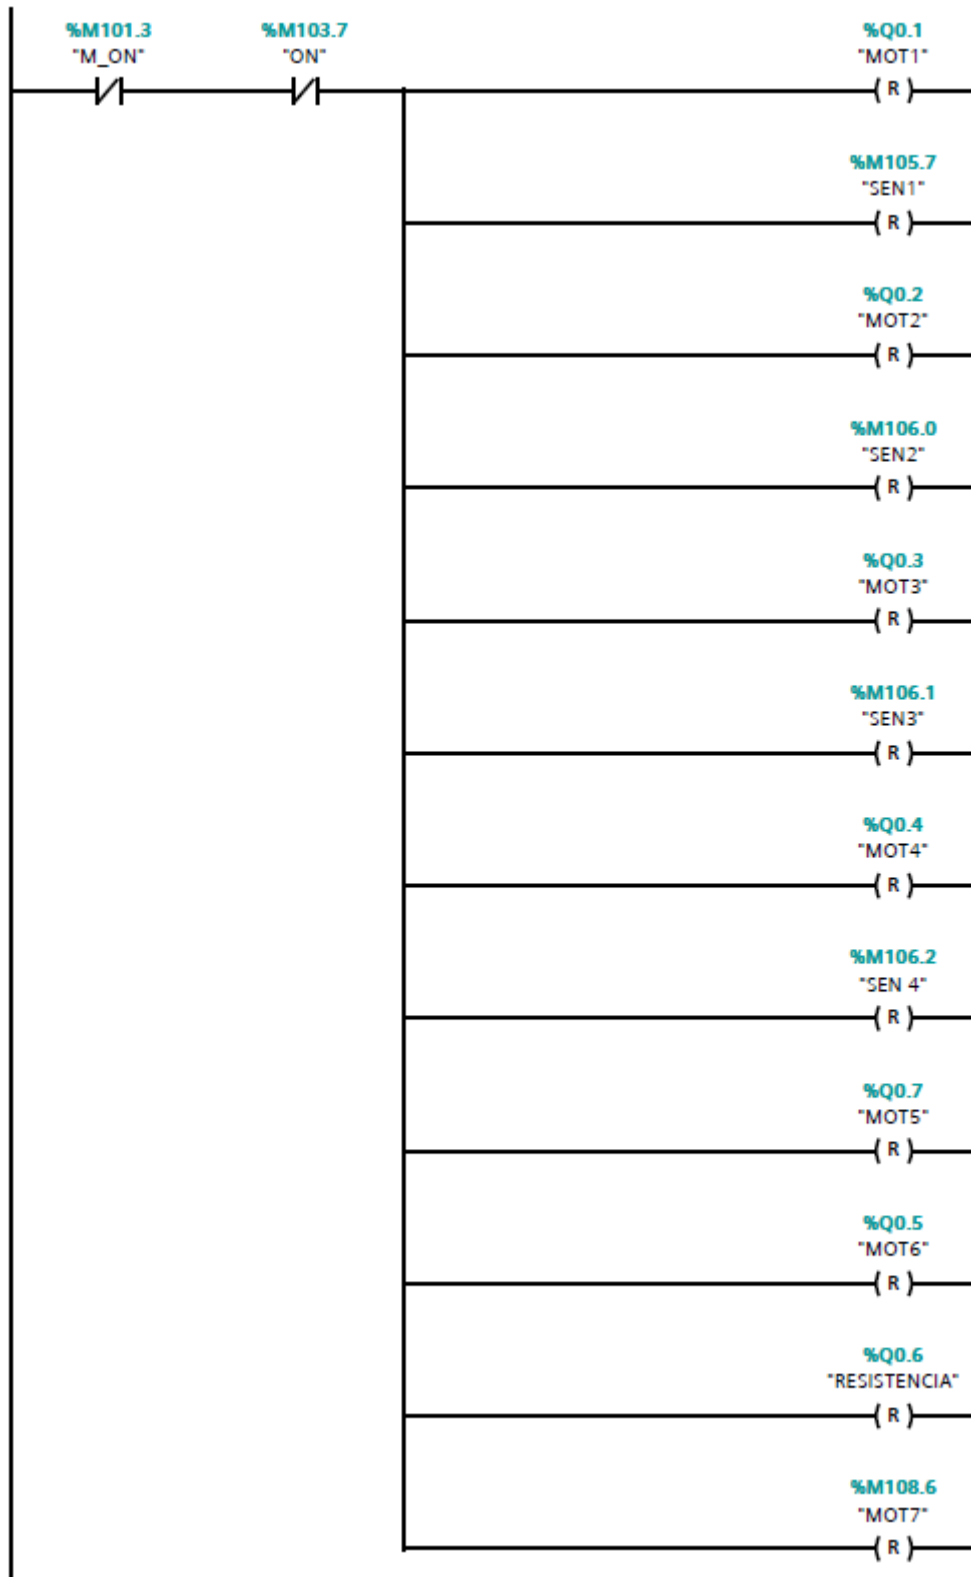 %M101.3
"M_ON"
%M103.7
"ON"
%Q0.1
"MOT1"
R
%M105.7
"SEN1"
R
%Q0.2
"MOT2"
R
%M106.0
"SEN2"
R
%Q0.3
"MOT3"
R
%M106.1
"SEN3"
R
%Q0.4
"MOT4"
R
%M106.2
"SEN 4"
R
%Q0.7
"MOT5"
R
%Q0.5
"MOT6"
R
%Q0.6
"RESISTENCIA"
R
%M108.6
"MOT7"
R